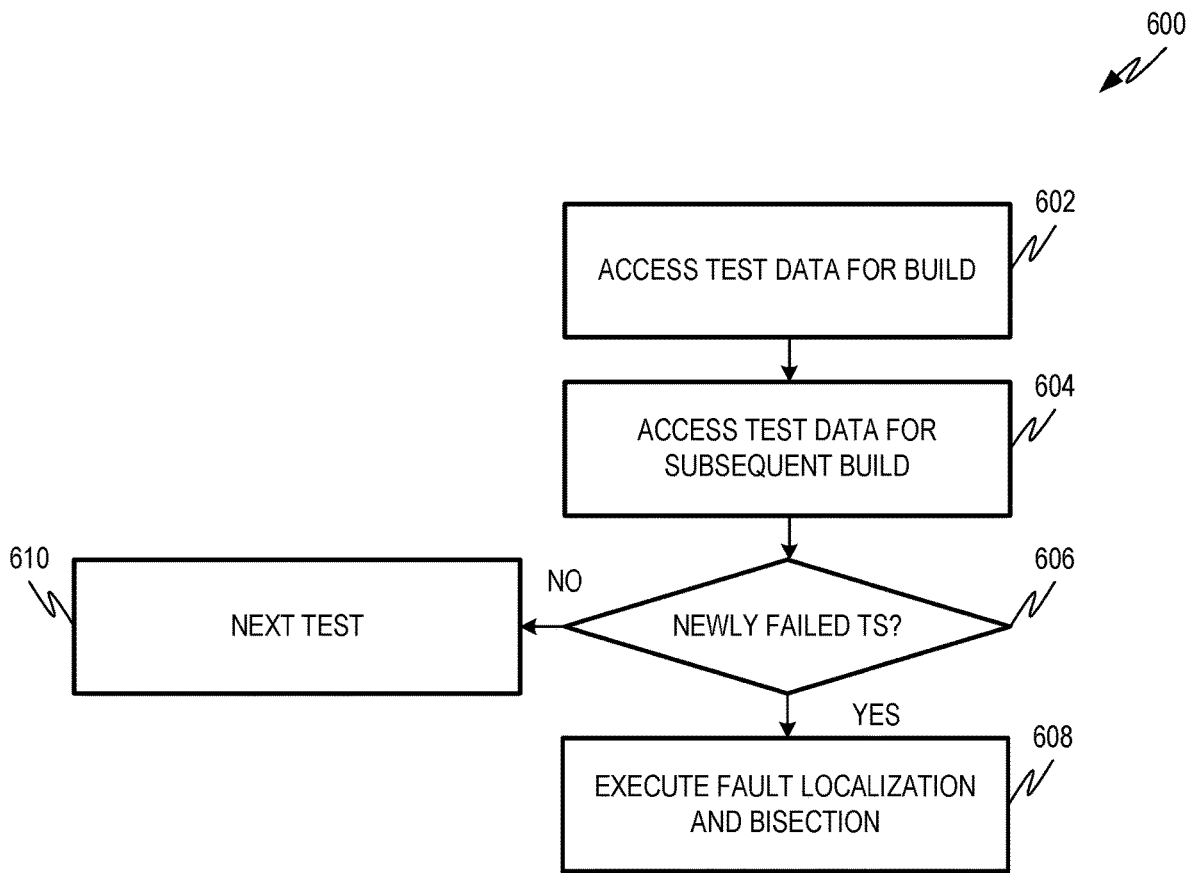 600
602
ACCESS TEST DATA FOR BUILD
604
ACCESS TEST DATA FOR
SUBSEQUENT BUILD
610
NO
606
NEXT TEST
NEWLY FAILED TS?
YES
608
EXECUTE FAULT LOCALIZATION
AND BISECTION